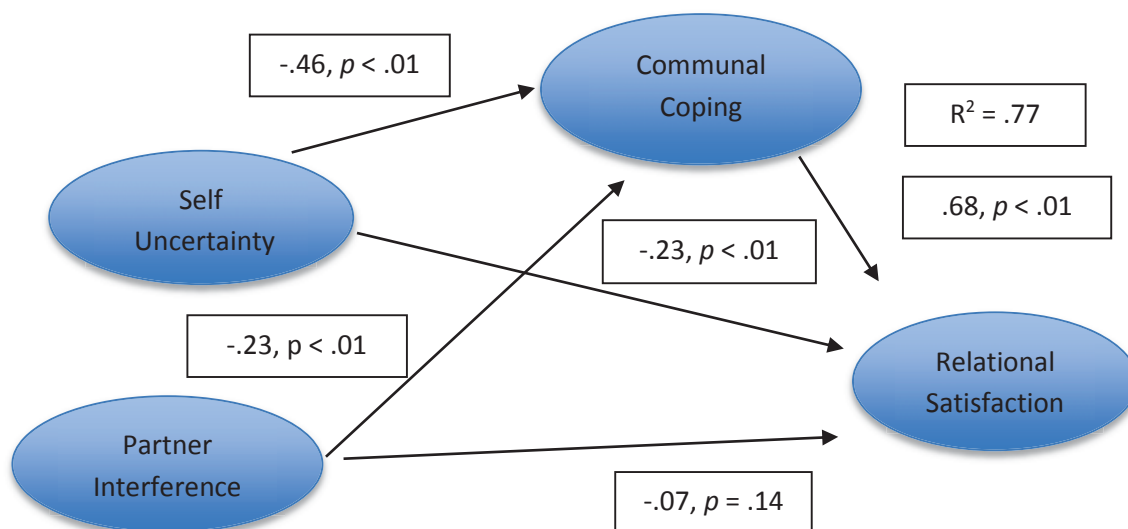 -.46, p < .01
Communal
Coping
R² = .77
Self
Uncertainty
.68, p < .01
-.23, p < .01
-.23, p < .01
Relational
Satisfaction
Partner
Interference
-.07, p = .14